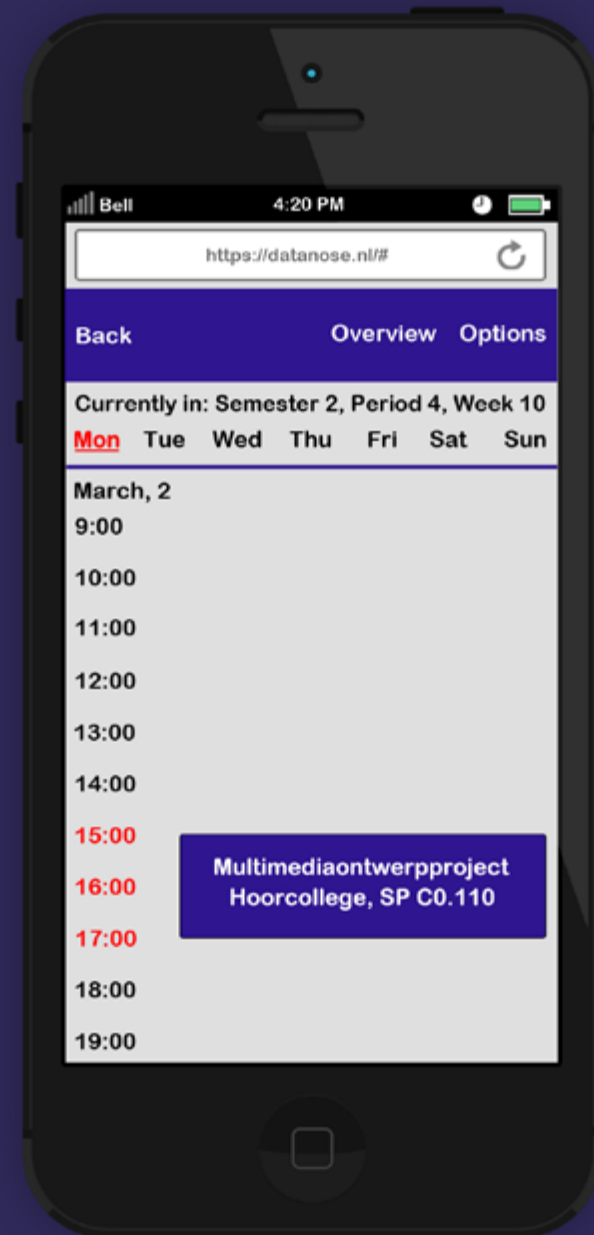 Bell 4:20 PM
https://datanose.nl/#
Back Overview Options
Currently in: Semester 2, Period 4, Week 10
Mon Tue Wed Thu Fri Sat Sun
March, 2
9:00
10:00
11:00
12:00
13:00
14:00
15:00
Multimediaontwerpproject
16:00
Hoorcollege, SP C0.110
17:00
18:00
19:00